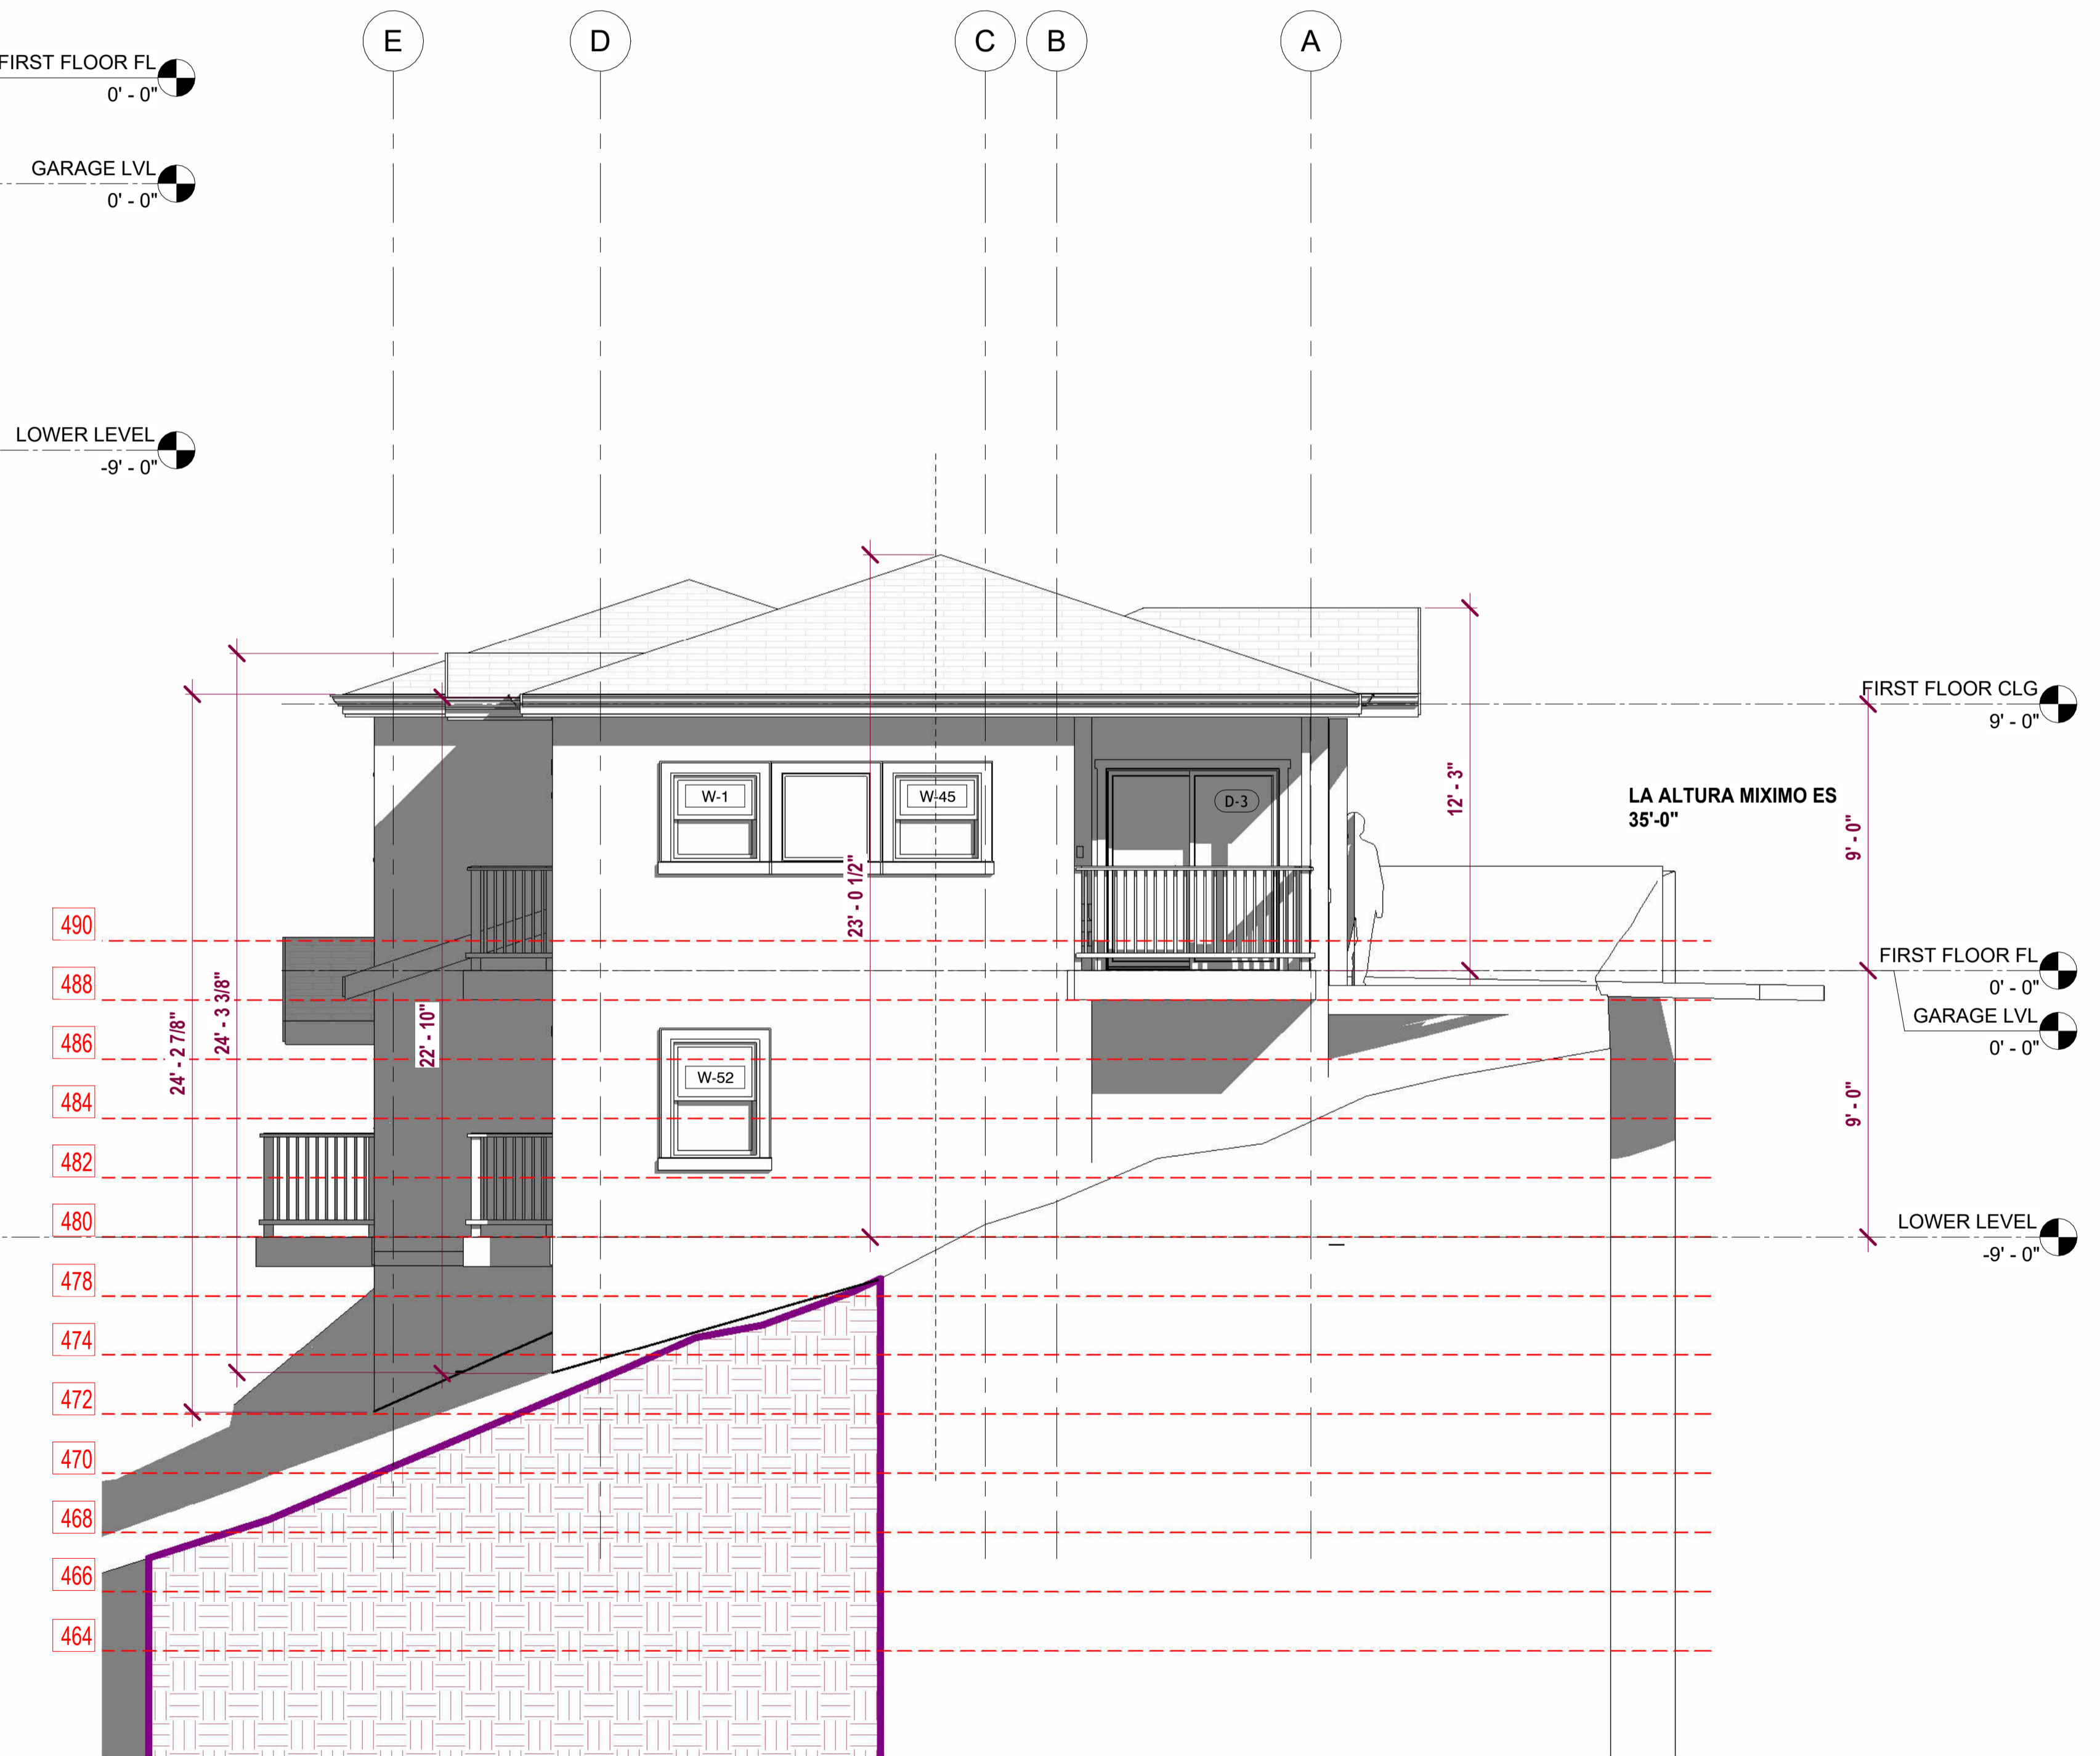 E
D
C
B
A
FIRST FLOOR FL
0' - 0"
GARAGE LVL
0' - 0"
LOWER LEVEL
-9' - 0"
FIRST FLOOR CLG
9' - 0"
12' - 3"
LA ALTURA MIXIMO ES
35'-0"
9' - 0"
W-1
W-45
D-3
23' - 0 1/2"
490
FIRST FLOOR FL
0' - 0"
488
24' - 3 3/8"
24' - 2 7/8"
22' - 10"
GARAGE LVL
0' - 0"
486
W-52
484
9' - 0"
482
480
LOWER LEVEL
-9' - 0"
478
474
472
470
468
466
464